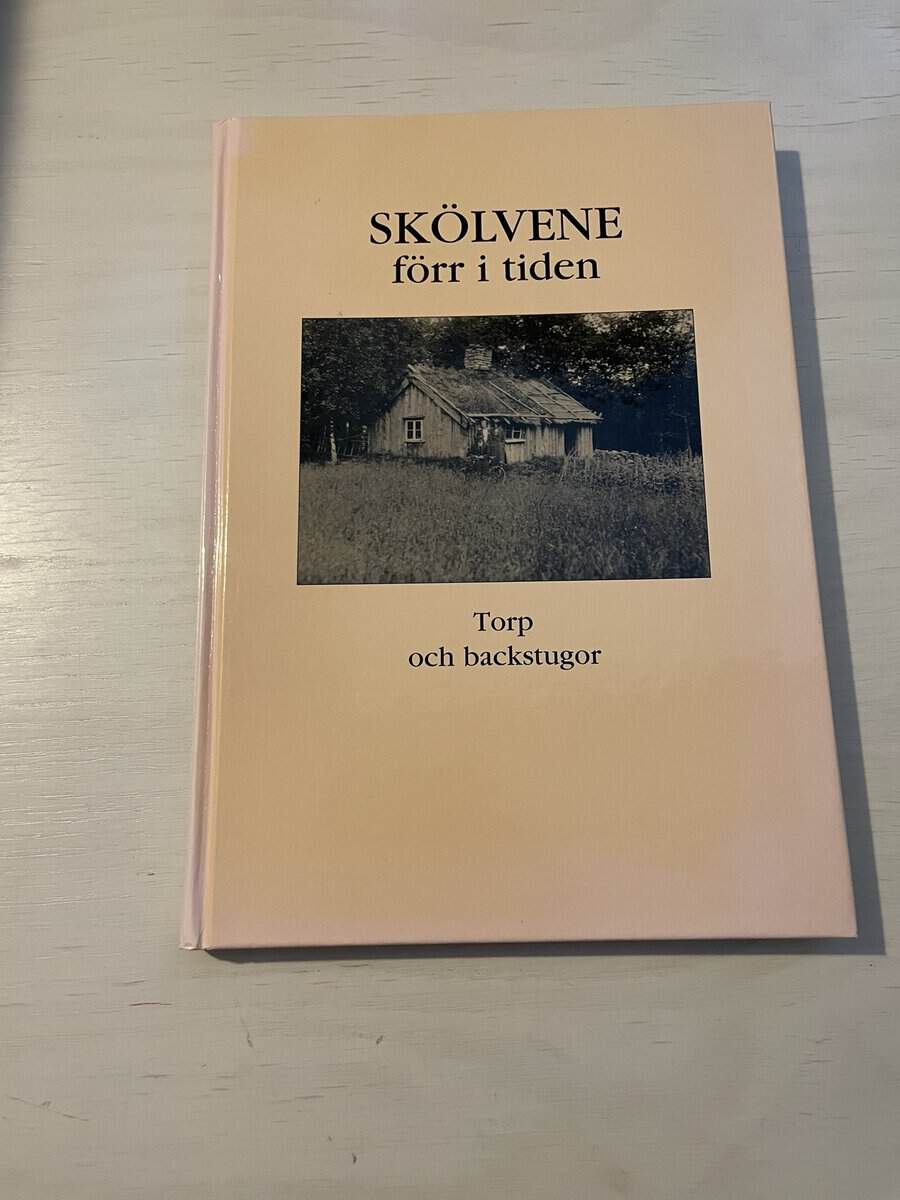 SKÖLVENE
förr i tiden
Torp
och backstugor